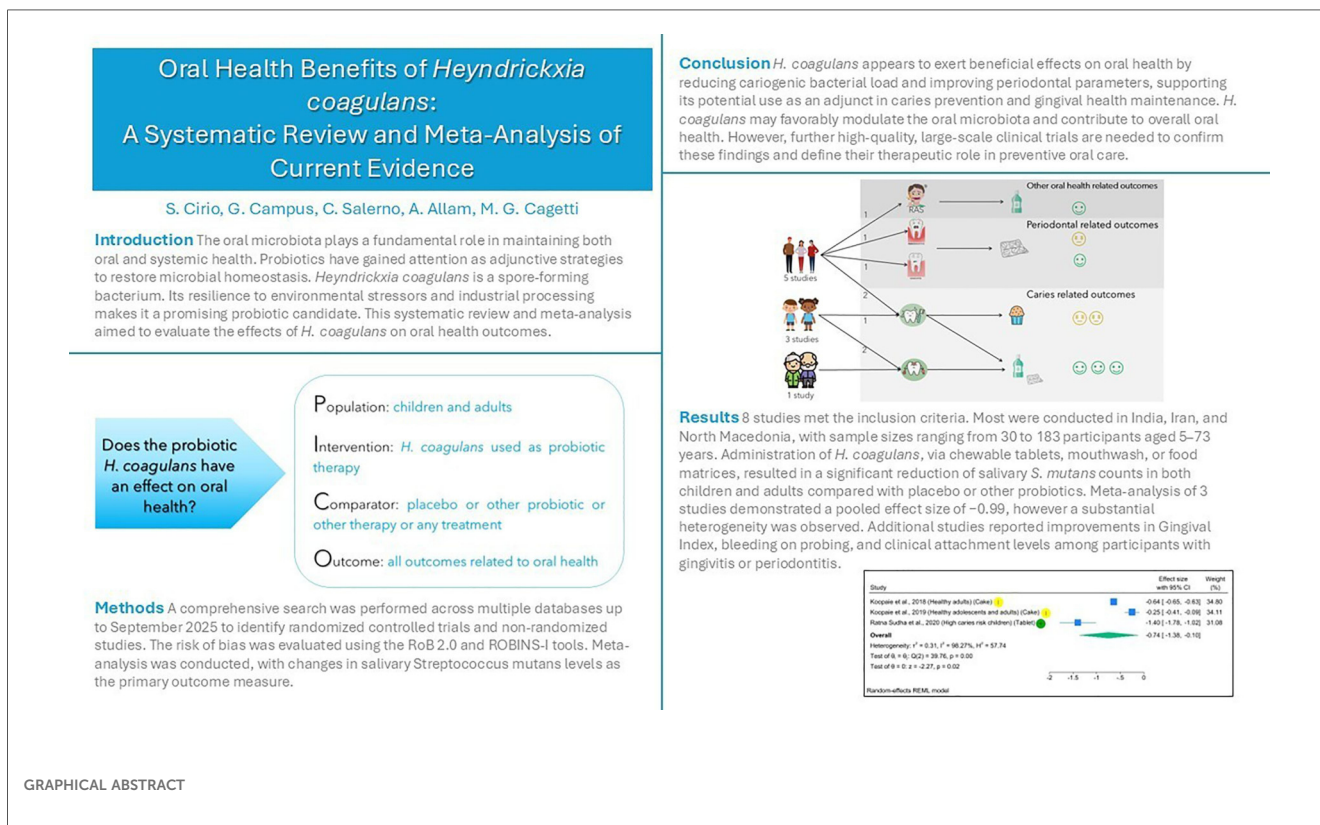 Oral Health Benefits of Heyndrickxia
coagulans:
A Systematic Review and Meta-Analysis of
Current Evidence
S. Cirio, G. Campus, C. Salerno, A. Allam, M. G. Cagetti
Introduction The oral microbiota plays a fundamental role in maintaining both
oral and systemic health. Probiotics have gained attention as adjunctive strategies
to restore microbial homeostasis. Heyndrickxia coagulans is a spore-forming
bacterium. Its resilience to environmental stressors and industrial processing
makes it a promising probiotic candidate. This systematic review and meta-analysis
aimed to evaluate the effects of H. coagulans on oral health outcomes.
Does the probiotic
H. coagulans have
an effect on oral
health?
Population: children and adults
Intervention: H. coagulans used as probiotic
therapy
Comparator: placebo or other probiotic or
other therapy or any treatment
Outcome: all outcomes related to oral health
Methods A comprehensive search was performed across multiple databases up
to September 2025 to identify randomized controlled trials and non-randomized
studies. The risk of bias was evaluated using the RoB 2.0 and ROBINS-I tools. Meta-
analysis was conducted, with changes in salivary Streptococcus mutans levels as
the primary outcome measure.
Conclusion H. coagulans appears to exert beneficial effects on oral health by
reducing cariogenic bacterial load and improving periodontal parameters, supporting
its potential use as an adjunct in caries prevention and gingival health maintenance. H.
coagulans may favorably modulate the oral microbiota and contribute to overall oral
health. However, further high-quality, large-scale clinical trials are needed to confirm
these findings and define their therapeutic role in preventive oral care.
Other oral health related outcomes
RAS
1
Periodontal related outcomes
1
1
5 studies
2
Caries related outcomes
1
3 studies
2
1 study
Results 8 studies met the inclusion criteria. Most were conducted in India, Iran, and
North Macedonia, with sample sizes ranging from 30 to 183 participants aged 5–73
years. Administration of H. coagulans, via chewable tablets, mouthwash, or food
matrices, resulted in a significant reduction of salivary S. mutans counts in both
children and adults compared with placebo or other probiotics. Meta-analysis of 3
studies demonstrated a pooled effect size of −0.99, however a substantial
heterogeneity was observed. Additional studies reported improvements in Gingival
Index, bleeding on probing, and clinical attachment levels among participants with
gingivitis or periodontitis.
Effect size Weight
Study with 95% CI (%)
Koopaie et al., 2018 (Healthy adults) (Cake) -0.64 [ -0.65, -0.63] 34.80
Koopaie et al., 2019 (Healthy adolescents and adults) (Cake) -0.25 [ -0.41, -0.09] 34.11
Ratna Sudha et al., 2020 (High caries risk children) (Tablet) -1.40 [ -1.78, -1.02] 31.08
Overall -0.74 [ -1.38, -0.10]
Heterogeneity: τ² = 0.31, I² = 98.27%, H² = 57.74
Test of θi = θj: Q(2) = 39.76, p = 0.00
Test of θ = 0: z = -2.27, p = 0.02
-2 -1.5 -1 -.5 0
Random-effects REML model
GRAPHICAL ABSTRACT